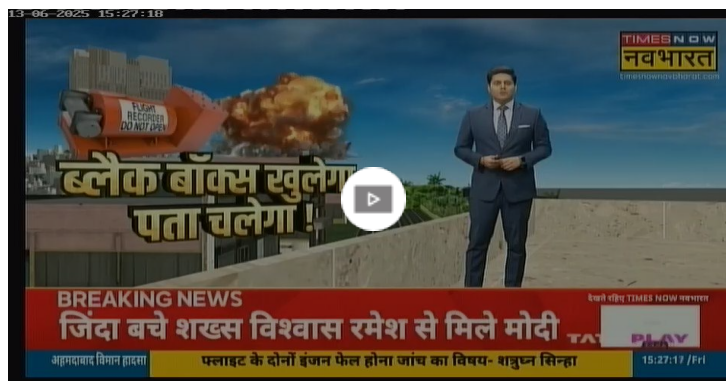 13-06-2025 15:27:18
TIMES NOW
नवभारत
timesnownavbharat.com
FLIGHT
RECORDER
DO NOT OPEN
ब्लैक बॉक्स खुलेगा
पता चलेगा !
BREAKING NEWS
देखते रहिए TIMES NOW नवभारत
जिंदा बचे शख्स विश्वास रमेश से मिले मोदी
PLAY
अहमदाबाद विमान हादसा
फ्लाइट के दोनों इंजन फेल होना जांच का विषय- शत्रुघ्न सिन्हा
15:27:17 /Fri